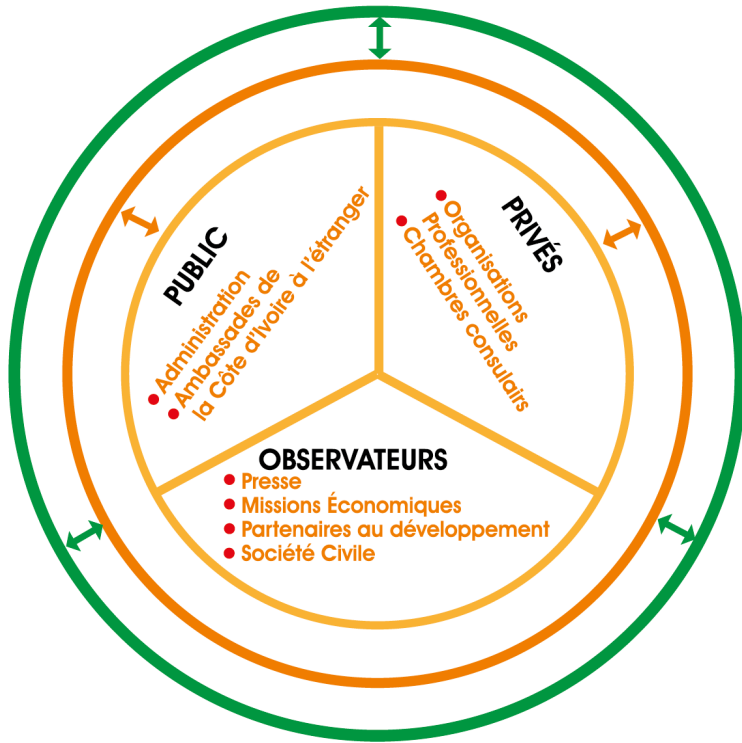 PUBLIC
Administration
Ambassades de
la Côte d'Ivoire à l'étranger
PRIVÉS
Organisations
Professionnelles
Chambres consulairs
OBSERVATEURS
Presse
Missions Économiques
Partenaires au développement
Société Civile